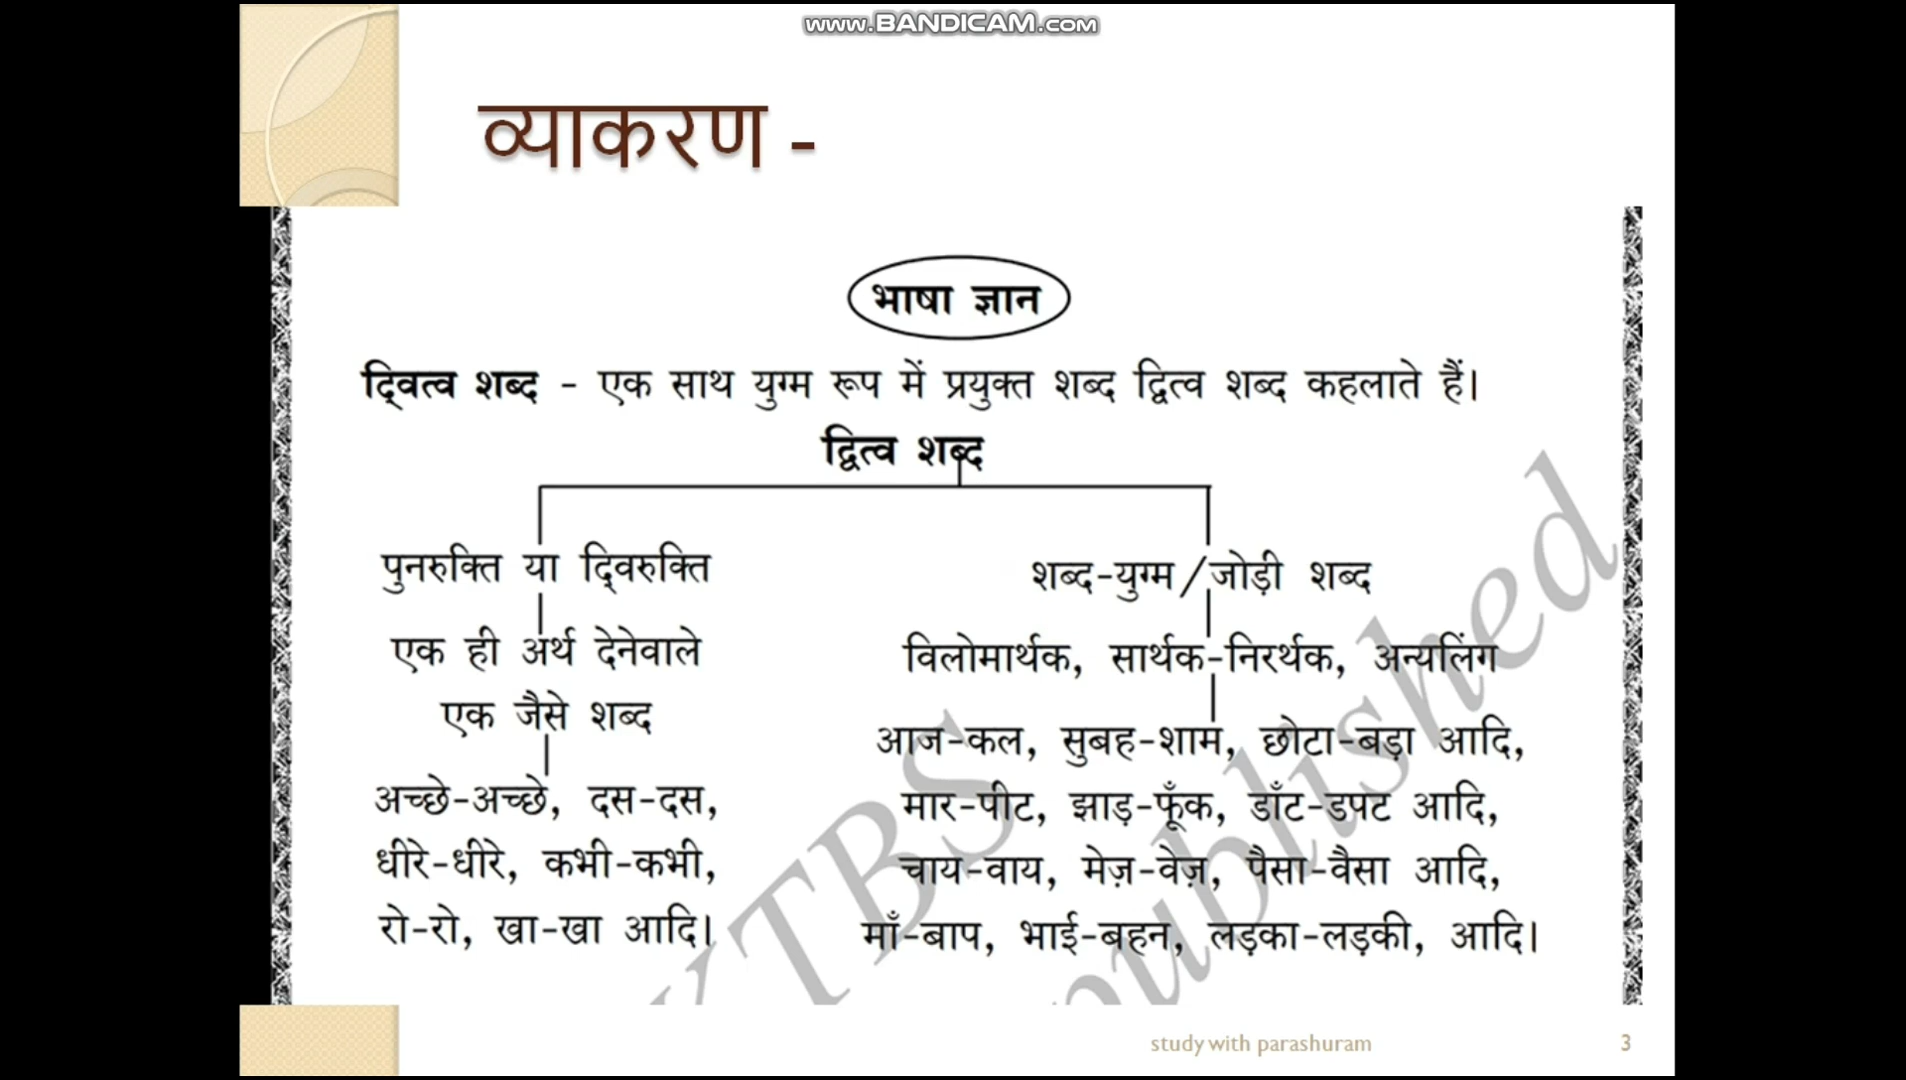 www.BANDICAM.com
व्याकरण -
भाषा ज्ञान
द्‌वित्व शब्द - एक साथ युग्म रूप में प्रयुक्त शब्द द्वित्व शब्द कहलाते हैं।
द्वित्व शब्द
पुनरुक्ति या द्‌विरुक्ति
एक ही अर्थ देनेवाले
एक जैसे शब्द
अच्छे-अच्छे, दस-दस,
धीरे-धीरे, कभी-कभी,
रो-रो, खा-खा आदि।
शब्द-युग्म/जोड़ी शब्द
विलोमार्थक, सार्थक-निरर्थक, अन्यलिंग
आज-कल, सुबह-शाम, छोटा-बड़ा आदि,
मार-पीट, झाड़-फूँक, डाँट-डपट आदि,
चाय-वाय, मेज़-वेज़, पैसा-वैसा आदि,
माँ-बाप, भाई-बहन, लड़का-लड़की, आदि।
KTBS
published
study with parashuram
3